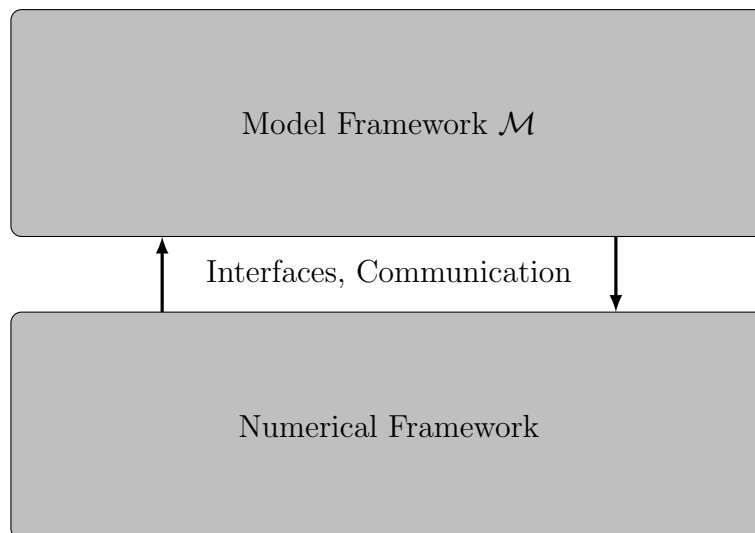 Model Framework ℳ
Interfaces, Communication
Numerical Framework